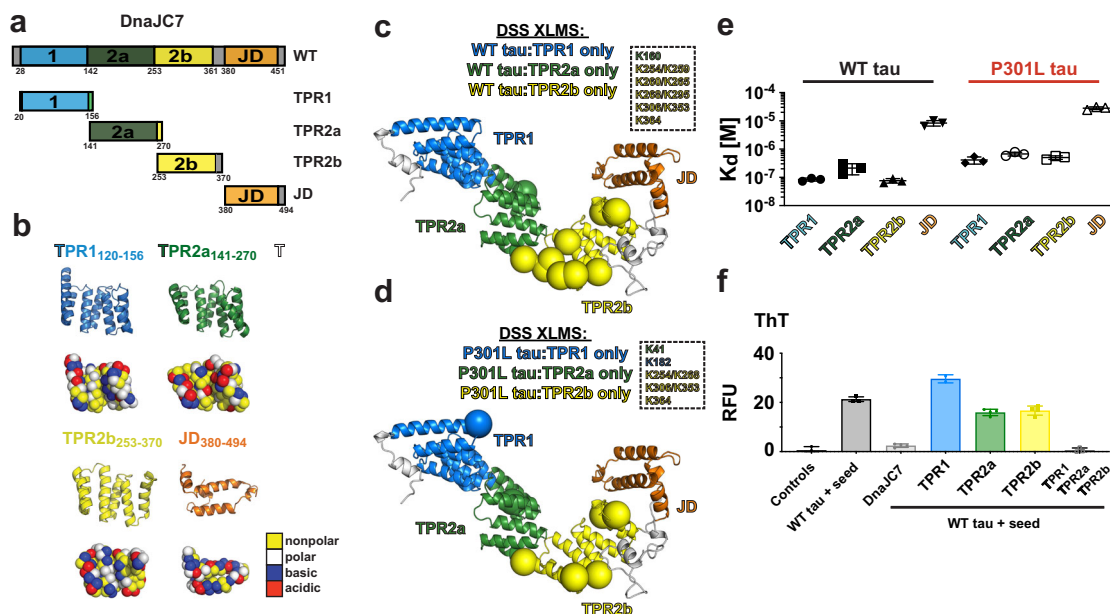 a
DnaJC7
1 2a 2b JD WT
28 142 253 361 380 451
1 TPR1
20 156
2a TPR2a
141 270
2b TPR2b
253 370
JD JD
380 494
b
TPR1120-156 TPR2a141-270 T
TPR2b253-370 JD380-494
nonpolar
polar
basic
acidic
c
DSS XLMS:
WT tau:TPR1 only
WT tau:TPR2a only
WT tau:TPR2b only
K160
K254/K259
K260/K265
K268/K295
K306/K353
K364
TPR1
TPR2a
JD
TPR2b
d
DSS XLMS:
P301L tau:TPR1 only
P301L tau:TPR2a only
P301L tau:TPR2b only
K41
K182
K254/K268
K306/K353
K364
TPR1
TPR2a
JD
TPR2b
e
WT tau P301L tau
Kd [M]
10-4
10-5
10-6
10-7
10-8
TPR1 TPR2a TPR2b JD TPR1 TPR2a TPR2b JD
f
ThT
RFU
40
20
0
Controls WT tau + seed DnaJC7 TPR1 TPR2a TPR2b TPR1 TPR2a TPR2b
WT tau + seed